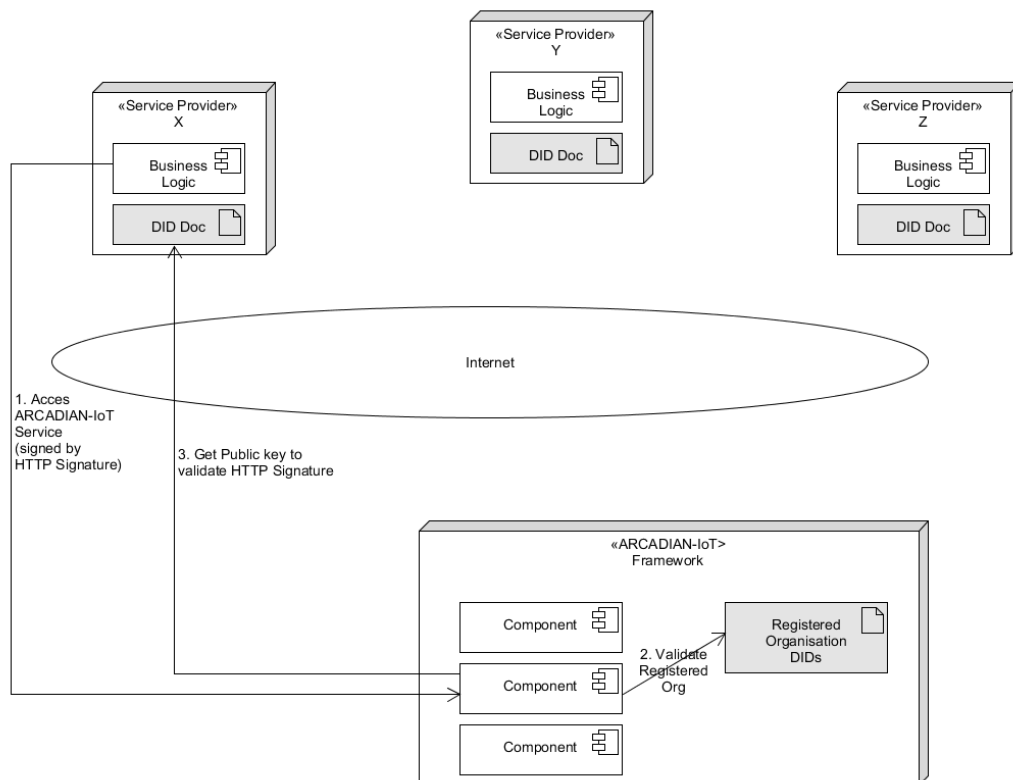 «Service Provider»
Y
Business
Logic
DID Doc
«Service Provider»
X
Business
Logic
DID Doc
«Service Provider»
Z
Business
Logic
DID Doc
Internet
1. Acces
ARCADIAN-IoT
Service
(signed by
HTTP Signature)
3. Get Public key to
validate HTTP Signature
«ARCADIAN-IoT>
Framework
Component
Component
Component
2. Validate
Registered
Org
Registered
Organisation
DIDs